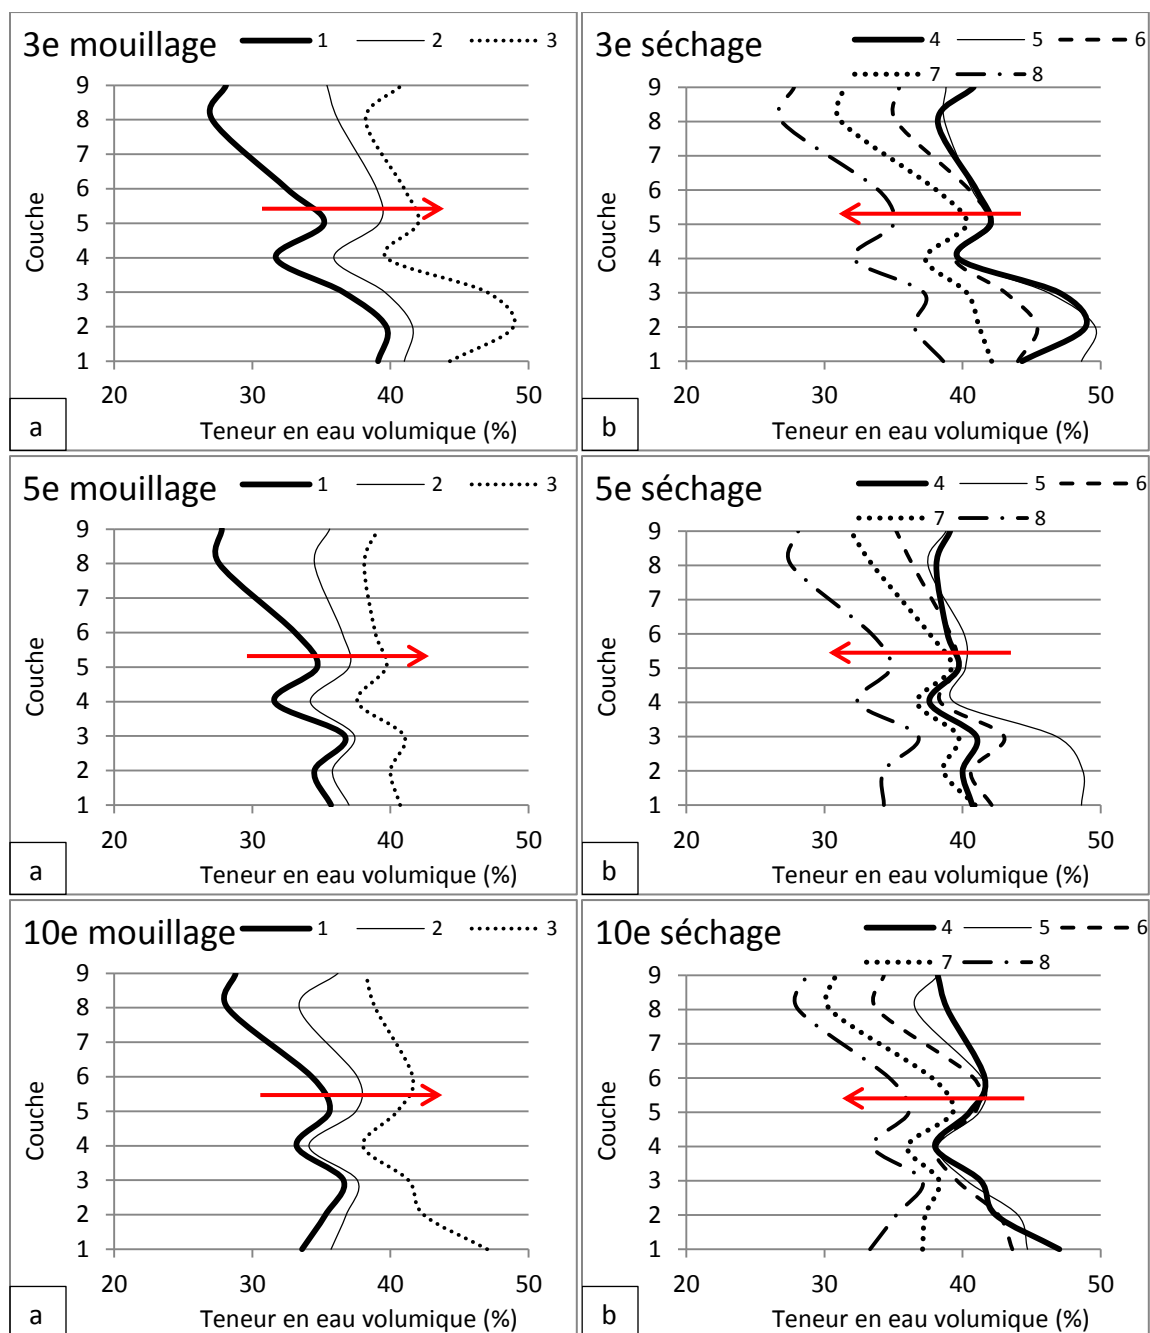 3e mouillage 1 2 3
9
8
7
6
5
4
3
2
1
Couche
20 30 40 50
Teneur en eau volumique (%)
a
3e séchage 4 5 6
7 8
9
8
7
6
5
4
3
2
1
Couche
20 30 40 50
Teneur en eau volumique (%)
b
5e mouillage 1 2 3
9
8
7
6
5
4
3
2
1
Couche
20 30 40 50
Teneur en eau volumique (%)
a
5e séchage 4 5 6
7 8
9
8
7
6
5
4
3
2
1
Couche
20 30 40 50
Teneur en eau volumique (%)
b
10e mouillage 1 2 3
9
8
7
6
5
4
3
2
1
Couche
20 30 40 50
Teneur en eau volumique (%)
a
10e séchage 4 5 6
7 8
9
8
7
6
5
4
3
2
1
Couche
20 30 40 50
Teneur en eau volumique (%)
b